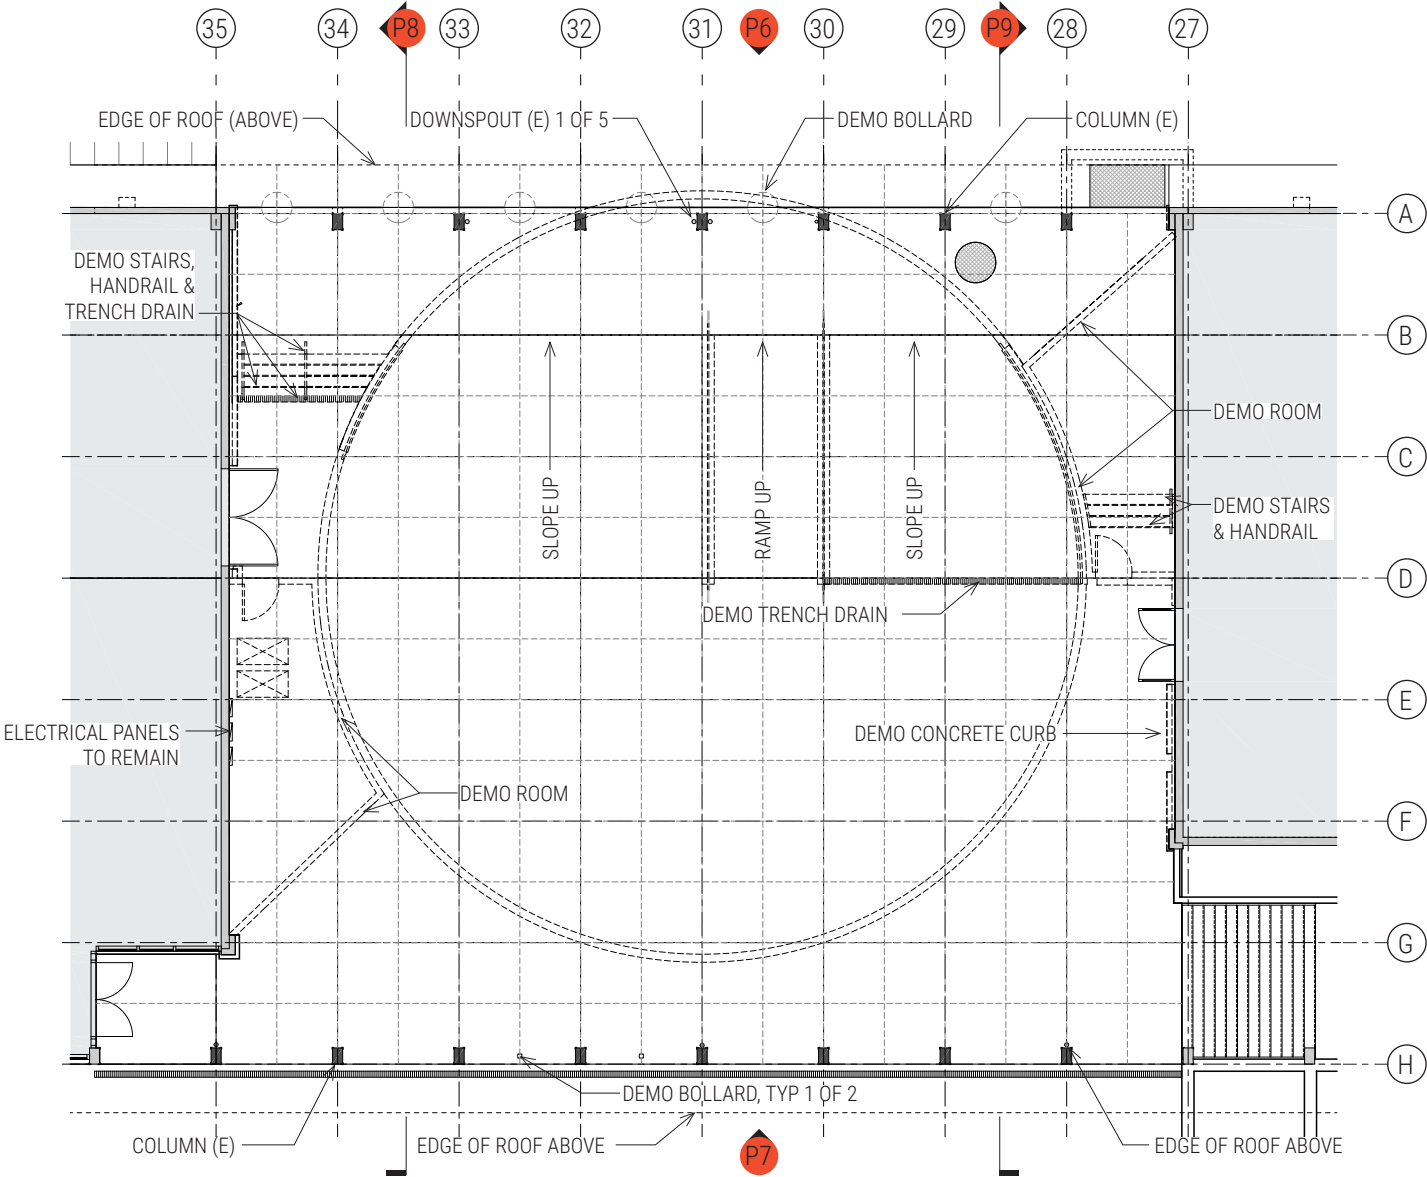 35
34
P8
33
32
31
P6
30
29
P9
28
27
EDGE OF ROOF (ABOVE)
DOWNSPOUT (E) 1 OF 5
DEMO BOLLARD
COLUMN (E)
A
DEMO STAIRS,
HANDRAIL &
TRENCH DRAIN
B
DEMO ROOM
C
SLOPE UP
RAMP UP
SLOPE UP
DEMO STAIRS
& HANDRAIL
D
DEMO TRENCH DRAIN
E
ELECTRICAL PANELS
TO REMAIN
DEMO CONCRETE CURB
DEMO ROOM
F
G
H
DEMO BOLLARD, TYP 1 OF 2
COLUMN (E)
EDGE OF ROOF ABOVE
P7
EDGE OF ROOF ABOVE